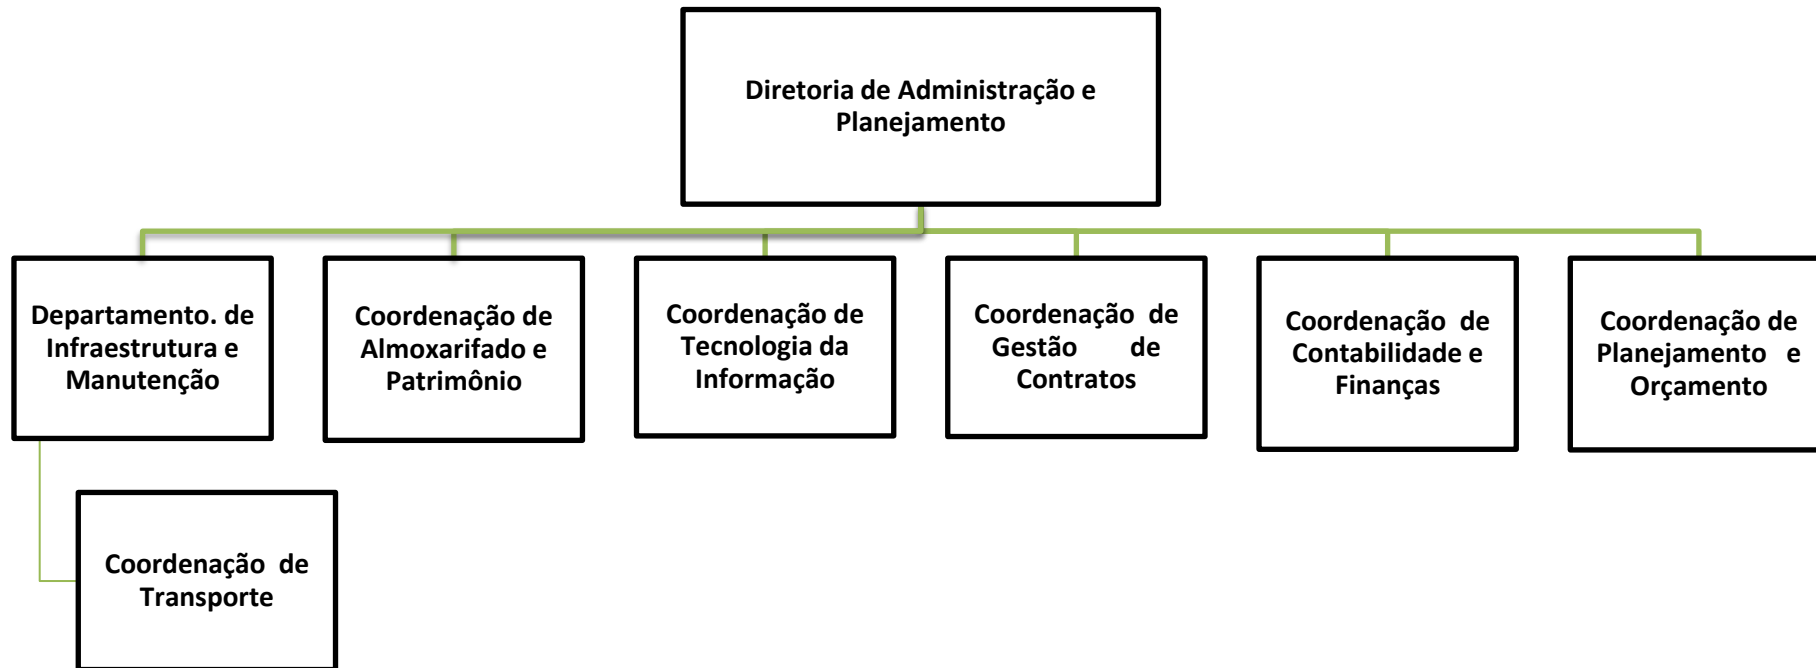 Diretoria de Administração e
Planejamento
Departamento. de
Infraestrutura e
Manutenção
Coordenação de
Almoxarifado e
Patrimônio
Coordenação de
Tecnologia da
Informação
Coordenação de
Gestão de
Contratos
Coordenação de
Contabilidade e
Finanças
Coordenação de
Planejamento e
Orçamento
Coordenação de
Transporte